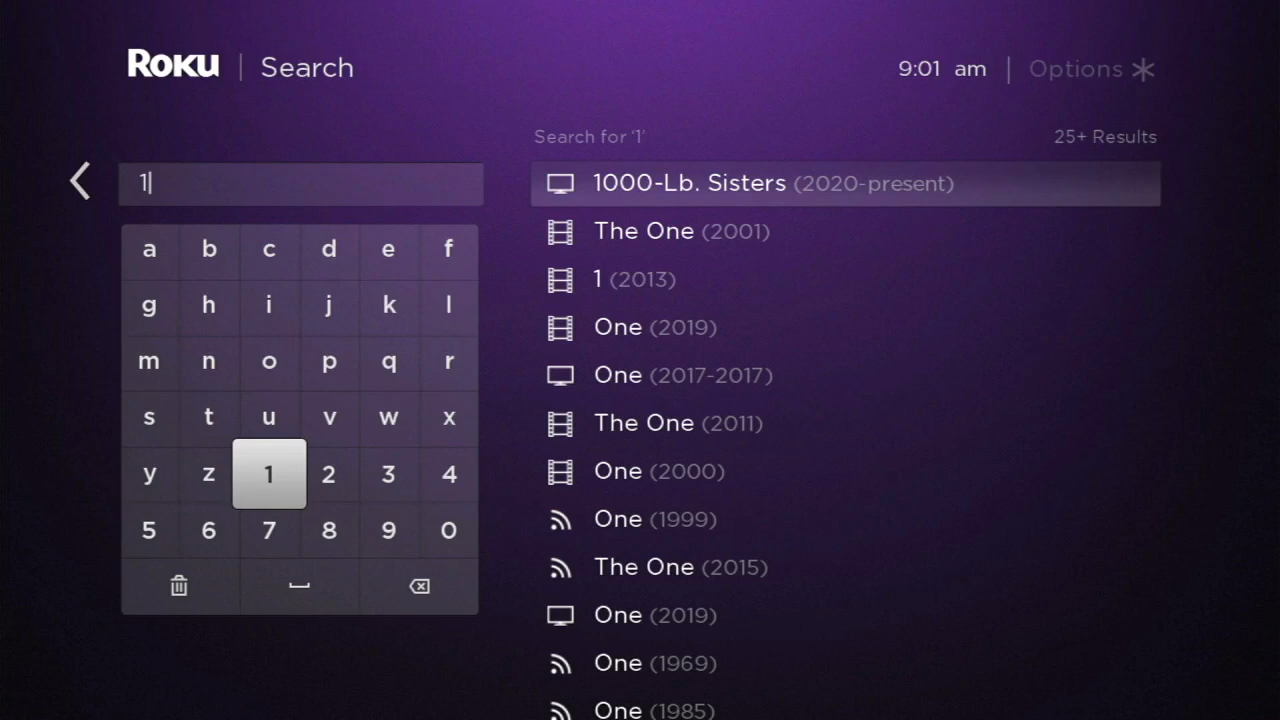 Roku | Search
9:01 am | Options
Search for '1'
25+ Results
1
a b c d e f
g h i j k l
m n o p q r
s t u v w x
y z 1 2 3 4
5 6 7 8 9 0
1000-Lb. Sisters (2020-present)
The One (2001)
1 (2013)
One (2019)
One (2017-2017)
The One (2011)
One (2000)
One (1999)
The One (2015)
One (2019)
One (1969)
One (1985)